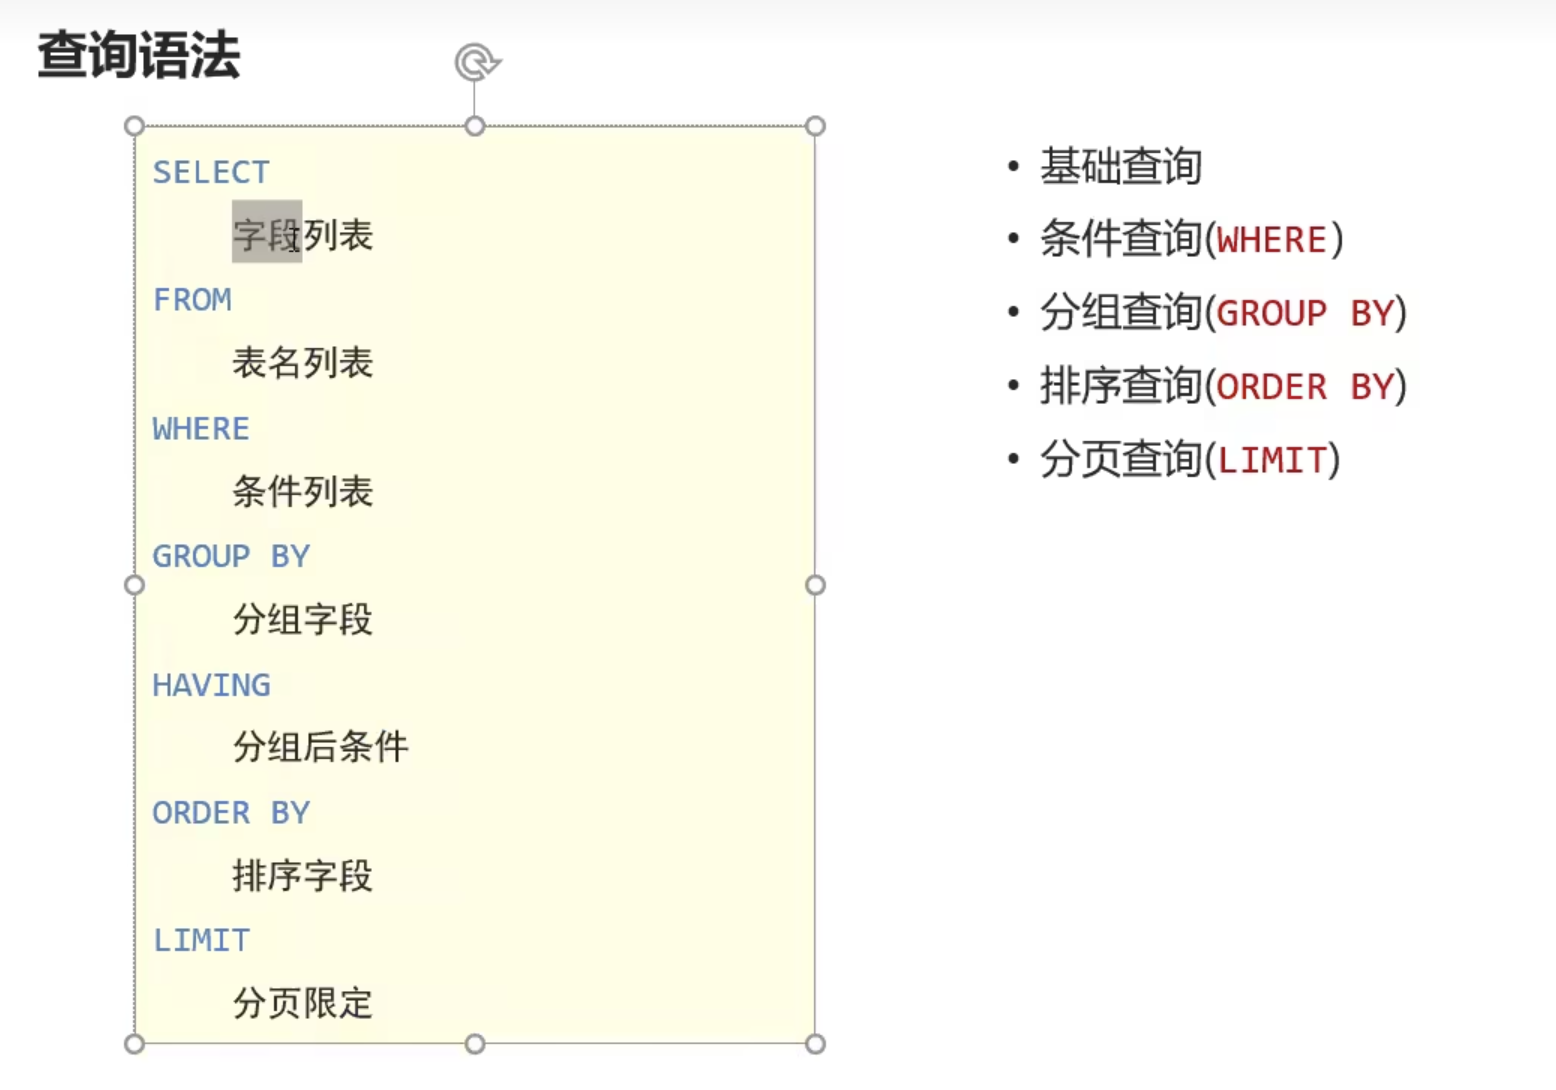 查询语法
SELECT
字段列表
FROM
表名列表
WHERE
条件列表
GROUP BY
分组字段
HAVING
分组后条件
ORDER BY
排序字段
LIMIT
分页限定
• 基础查询
• 条件查询(WHERE)
• 分组查询(GROUP BY)
• 排序查询(ORDER BY)
• 分页查询(LIMIT)